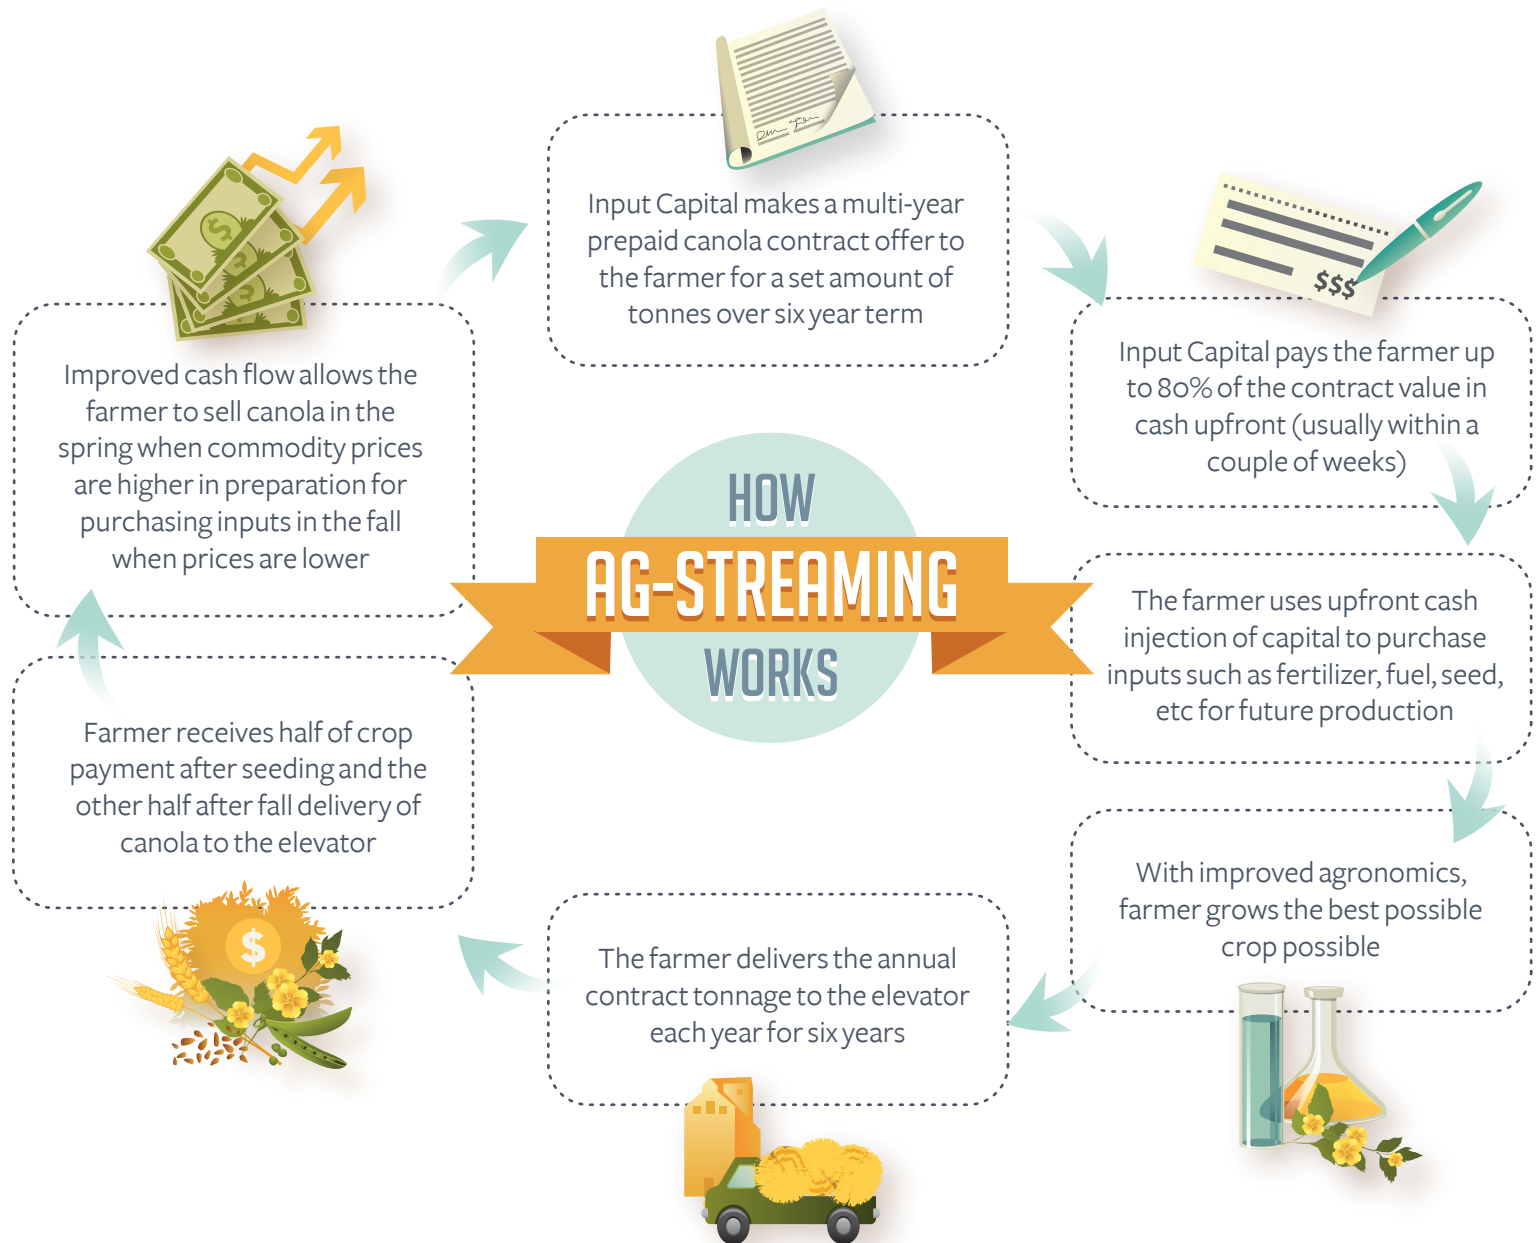 Input Capital makes a multi-year
prepaid canola contract offer to
the farmer for a set amount of
tonnes over six year term
$$$
Input Capital pays the farmer up
to 80% of the contract value in
cash upfront (usually within a
couple of weeks)
The farmer uses upfront cash
injection of capital to purchase
inputs such as fertilizer, fuel, seed,
etc for future production
With improved agronomics,
farmer grows the best possible
crop possible
The farmer delivers the annual
contract tonnage to the elevator
each year for six years
Farmer receives half of crop
payment after seeding and the
other half after fall delivery of
canola to the elevator
$
Improved cash flow allows the
farmer to sell canola in the
spring when commodity prices
are higher in preparation for
purchasing inputs in the fall
when prices are lower
$
$
$
HOW
AG-STREAMING
WORKS